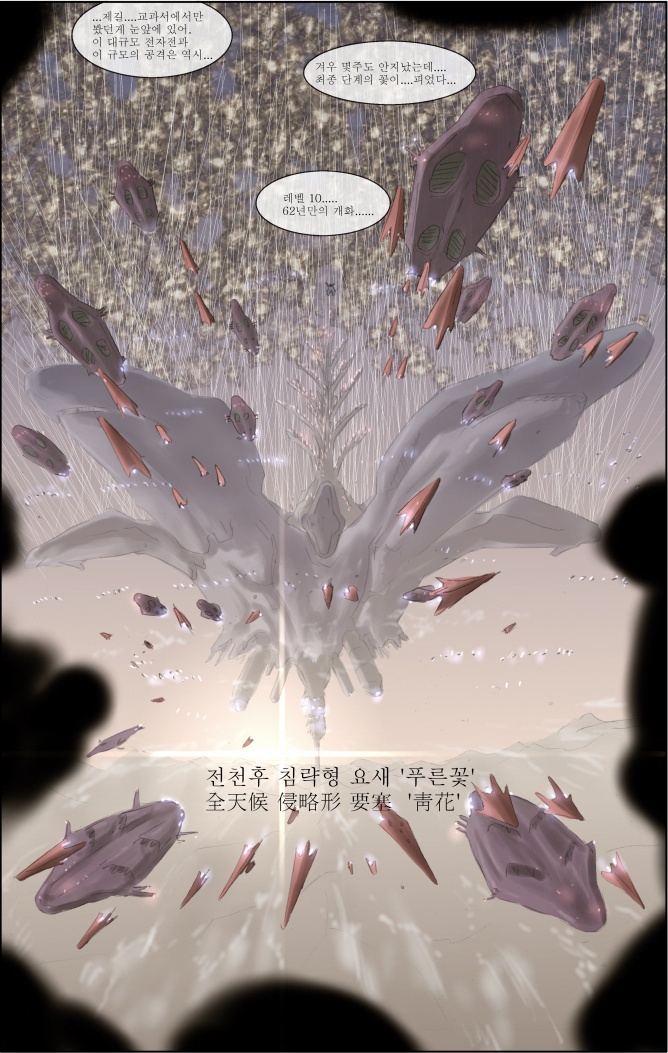 ...제길....교과서에서만
봤던게 눈앞에 있어.
이 대규모 전자전과
이 규모의 공격은 역시...
겨우 몇주도 안지났는데....
최종 단계의 꽃이....피었다...
레벨 10.....
62년만의 개화......
전천후 침략형 요새 '푸른꽃'
全天候 侵略形 要塞 '靑花'